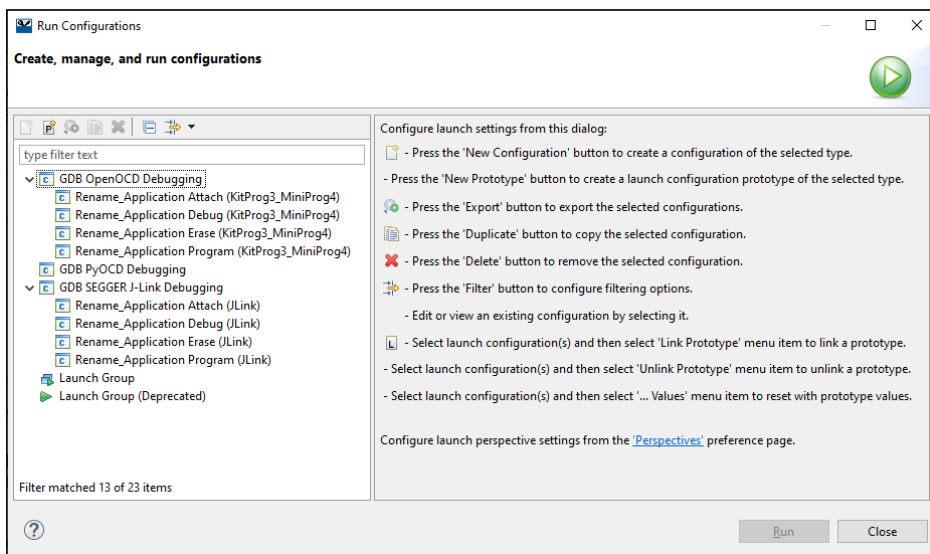 Run Configurations
Create, manage, and run configurations
type filter text
GDB OpenOCD Debugging
Rename_Application Attach (KitProg3_MiniProg4)
Rename_Application Debug (KitProg3_MiniProg4)
Rename_Application Erase (KitProg3_MiniProg4)
Rename_Application Program (KitProg3_MiniProg4)
GDB PyOCD Debugging
GDB SEGGER J-Link Debugging
Rename_Application Attach (JLink)
Rename_Application Debug (JLink)
Rename_Application Erase (JLink)
Rename_Application Program (JLink)
Launch Group
Launch Group (Deprecated)
Filter matched 13 of 23 items
Configure launch settings from this dialog:
- Press the 'New Configuration' button to create a configuration of the selected type.
- Press the 'New Prototype' button to create a launch configuration prototype of the selected type.
- Press the 'Export' button to export the selected configurations.
- Press the 'Duplicate' button to copy the selected configuration.
- Press the 'Delete' button to remove the selected configuration.
- Press the 'Filter' button to configure filtering options.
- Edit or view an existing configuration by selecting it.
- Select launch configuration(s) and then select 'Link Prototype' menu item to link a prototype.
- Select launch configuration(s) and then select 'Unlink Prototype' menu item to unlink a prototype.
- Select launch configuration(s) and then select '... Values' menu item to reset with prototype values.
Configure launch perspective settings from the 'Perspectives' preference page.
Run
Close